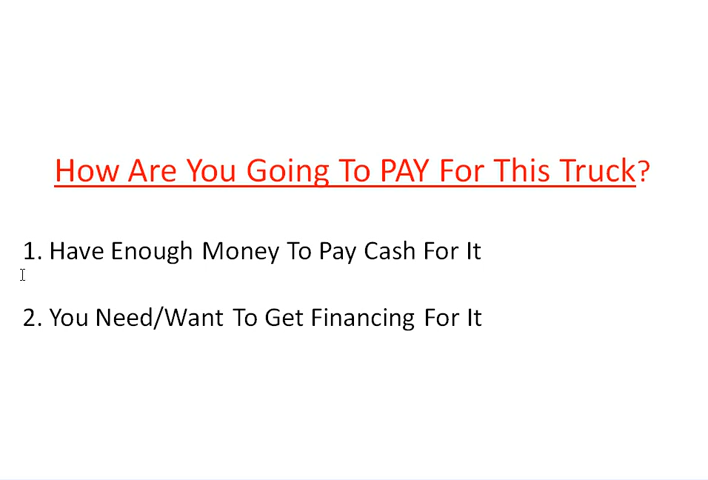 How Are You Going To PAY For This Truck?
1. Have Enough Money To Pay Cash For It
2. You Need/Want To Get Financing For It